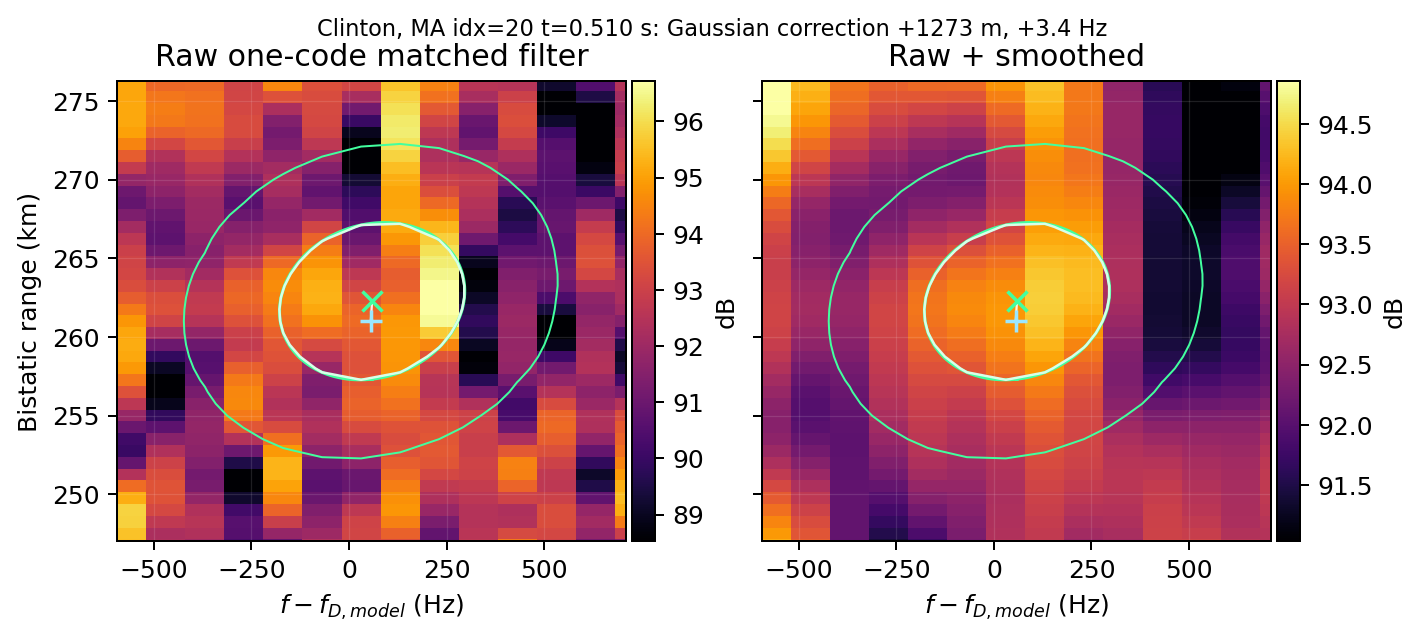 Clinton, MA idx=20 t=0.510 s: Gaussian correction +1273 m, +3.4 Hz
Raw one-code matched filter
Raw + smoothed
Bistatic range (km)
275
270
265
260
255
250
−500 −250 0 250 500
f − f_{D, model} (Hz)
96
95
94
93
92
91
90
89
dB
−500 −250 0 250 500
f − f_{D, model} (Hz)
94.5
94.0
93.5
93.0
92.5
92.0
91.5
dB